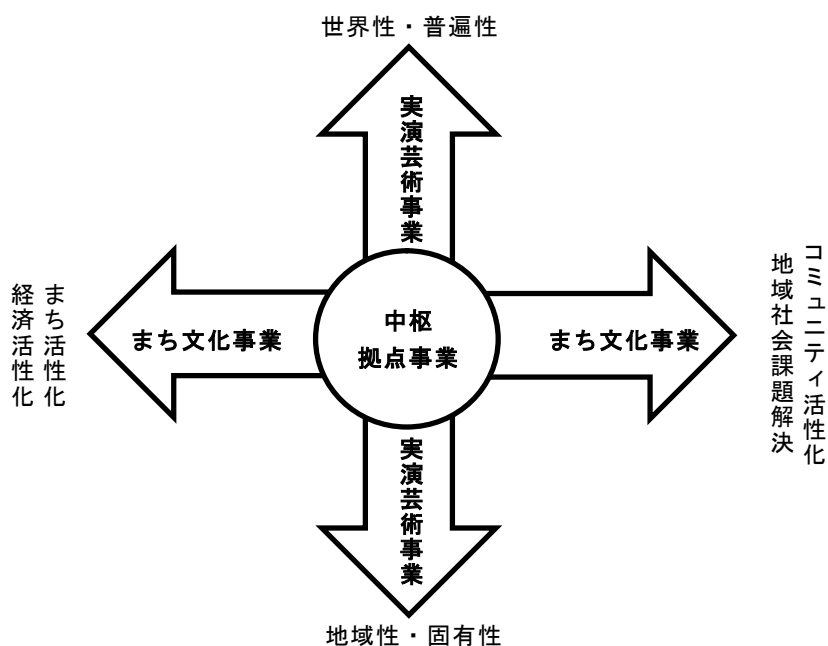 世界性・普遍性
実演芸術事業
まち活性化
経済活性化
まち文化事業
中枢
拠点事業
まち文化事業
コミュニティ活性化
地域社会課題解決
実演芸術事業
地域性・固有性